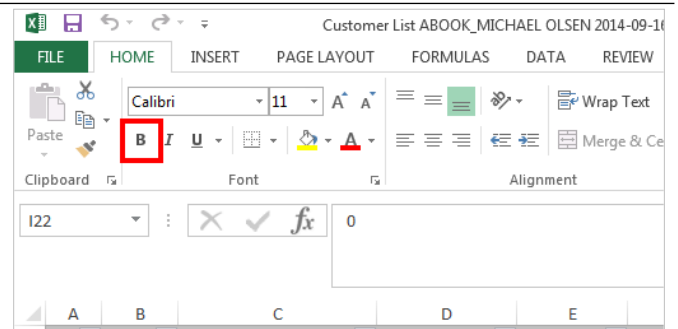 Customer List ABOOK_MICHAEL OLSEN 2014-09-16
FILE HOME INSERT PAGE LAYOUT FORMULAS DATA REVIEW
Calibri 11 A A Wrap Text
Paste B I U A Merge & Ce
Clipboard Font Alignment
I22 fx 0
A B C D E